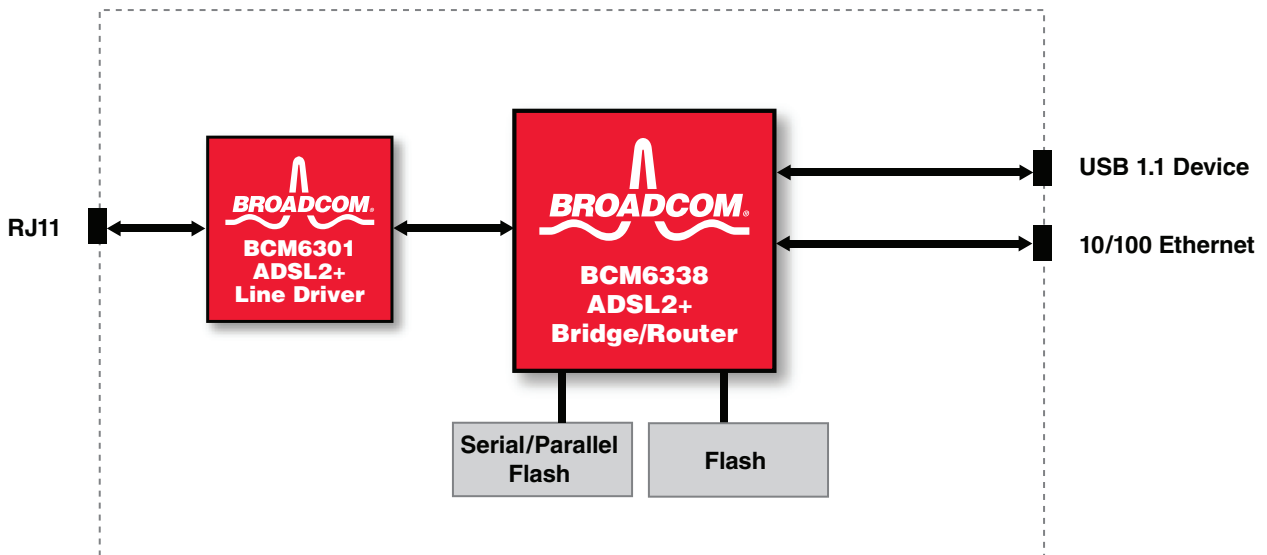 RJ11
BROADCOM®
BCM6301
ADSL2+
Line Driver
BROADCOM®
BCM6338
ADSL2+
Bridge/Router
USB 1.1 Device
10/100 Ethernet
Serial/Parallel
Flash
Flash